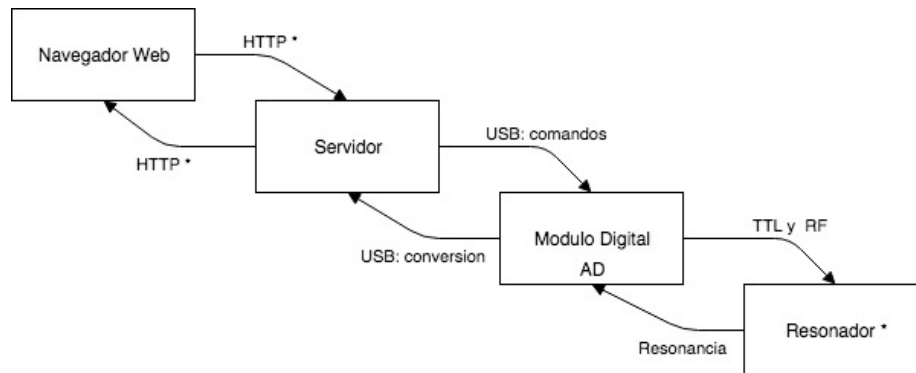 Navegador Web
HTTP *
HTTP *
Servidor
USB: comandos
USB: conversion
Modulo Digital
AD
TTL y RF
Resonancia
Resonador *